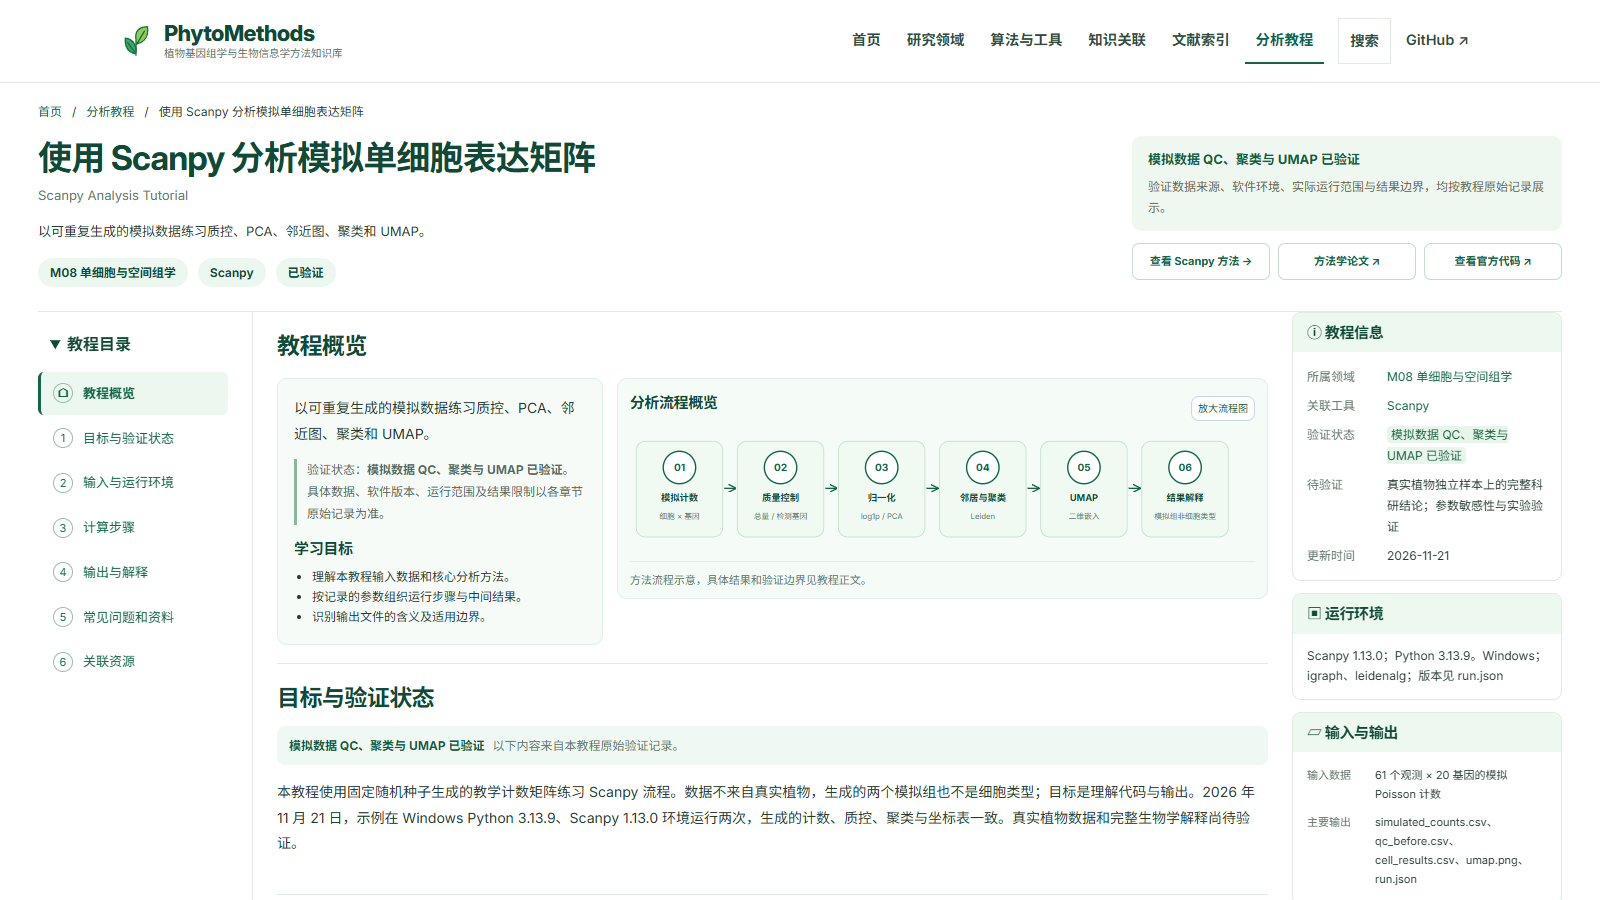 PhytoMethods
植物基因组学与生物信息学方法知识库
首页
研究领域
算法与工具
知识关联
文献索引
分析教程
搜索
GitHub ↗
首页 / 分析教程 / 使用 Scanpy 分析模拟单细胞表达矩阵
使用 Scanpy 分析模拟单细胞表达矩阵
Scanpy Analysis Tutorial
以可重复生成的模拟数据练习质控、PCA、邻近图、聚类和 UMAP。
M08 单细胞与空间组学
Scanpy
已验证
模拟数据 QC、聚类与 UMAP 已验证
验证数据来源、软件环境、实际运行范围与结果边界，均按教程原始记录展
示。
查看 Scanpy 方法 →
方法学论文 ↗
查看官方代码 ↗
▼ 教程目录
教程概览
1 目标与验证状态
2 输入与运行环境
3 计算步骤
4 输出与解释
5 常见问题和资料
6 关联资源
教程概览
以可重复生成的模拟数据练习质控、PCA、邻
近图、聚类和 UMAP。
验证状态：模拟数据 QC、聚类与 UMAP 已验证。
具体数据、软件版本、运行范围及结果限制以各章节
原始记录为准。
学习目标
• 理解本教程输入数据和核心分析方法。
• 按记录的参数组织运行步骤与中间结果。
• 识别输出文件的含义及适用边界。
分析流程概览
放大流程图
01
模拟计数
细胞 × 基因
02
质量控制
总量 / 检测基因
03
归一化
log1p / PCA
04
邻居与聚类
Leiden
05
UMAP
二维嵌入
06
结果解释
模拟组非细胞类型
方法流程示意，具体结果和验证边界见教程正文。
目标与验证状态
模拟数据 QC、聚类与 UMAP 已验证 以下内容来自本教程原始验证记录。
本教程使用固定随机种子生成的教学计数矩阵练习 Scanpy 流程。数据不来自真实植物，生成的两个模拟组也不是细胞类型；目标是理解代码与输出。2026 年
11 月 21 日，示例在 Windows Python 3.13.9、Scanpy 1.13.0 环境运行两次，生成的计数、质控、聚类与坐标表一致。真实植物数据和完整生物学解释尚待验
证。
教程信息
所属领域 M08 单细胞与空间组学
关联工具 Scanpy
验证状态 模拟数据 QC、聚类与
UMAP 已验证
待验证 真实植物独立样本上的完整科
研结论；参数敏感性与实验验
证
更新时间 2026-11-21
运行环境
Scanpy 1.13.0；Python 3.13.9。Windows；
igraph、leidenalg；版本见 run.json
输入与输出
输入数据 61 个观测 × 20 基因的模拟
Poisson 计数
主要输出 simulated_counts.csv、
qc_before.csv、
cell_results.csv、umap.png、
run.json